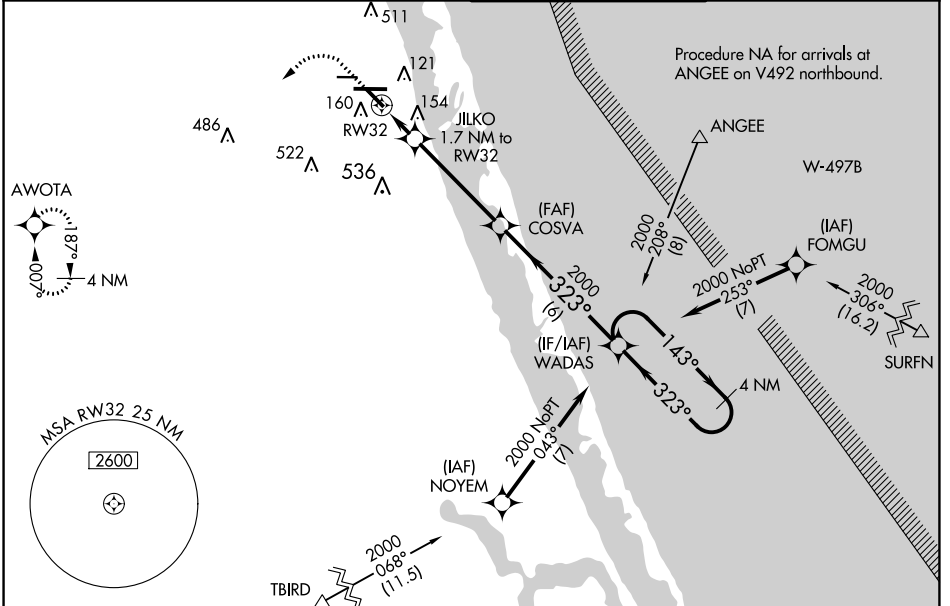 511
Procedure NA for arrivals at
ANGEE on V492 northbound.
121
160
154
RW32
JILKO
1.7 NM to
RW32
ANGEE
486
522
536
W-497B
AWOTA
187°
007°
4 NM
(FAF)
COSVA
2000
208°
(8)
(IAF)
FOMGU
2000 NoPT
253°
(7)
2000
306°
(16.2)
SURFN
2000
323°
(6)
(IF/IAF)
WADAS
143°
323°
4 NM
MSA RW32 25 NM
2600
2000 NoPT
043°
(7)
(IAF)
NOYEM
2000
068°
(11.5)
TBIRD